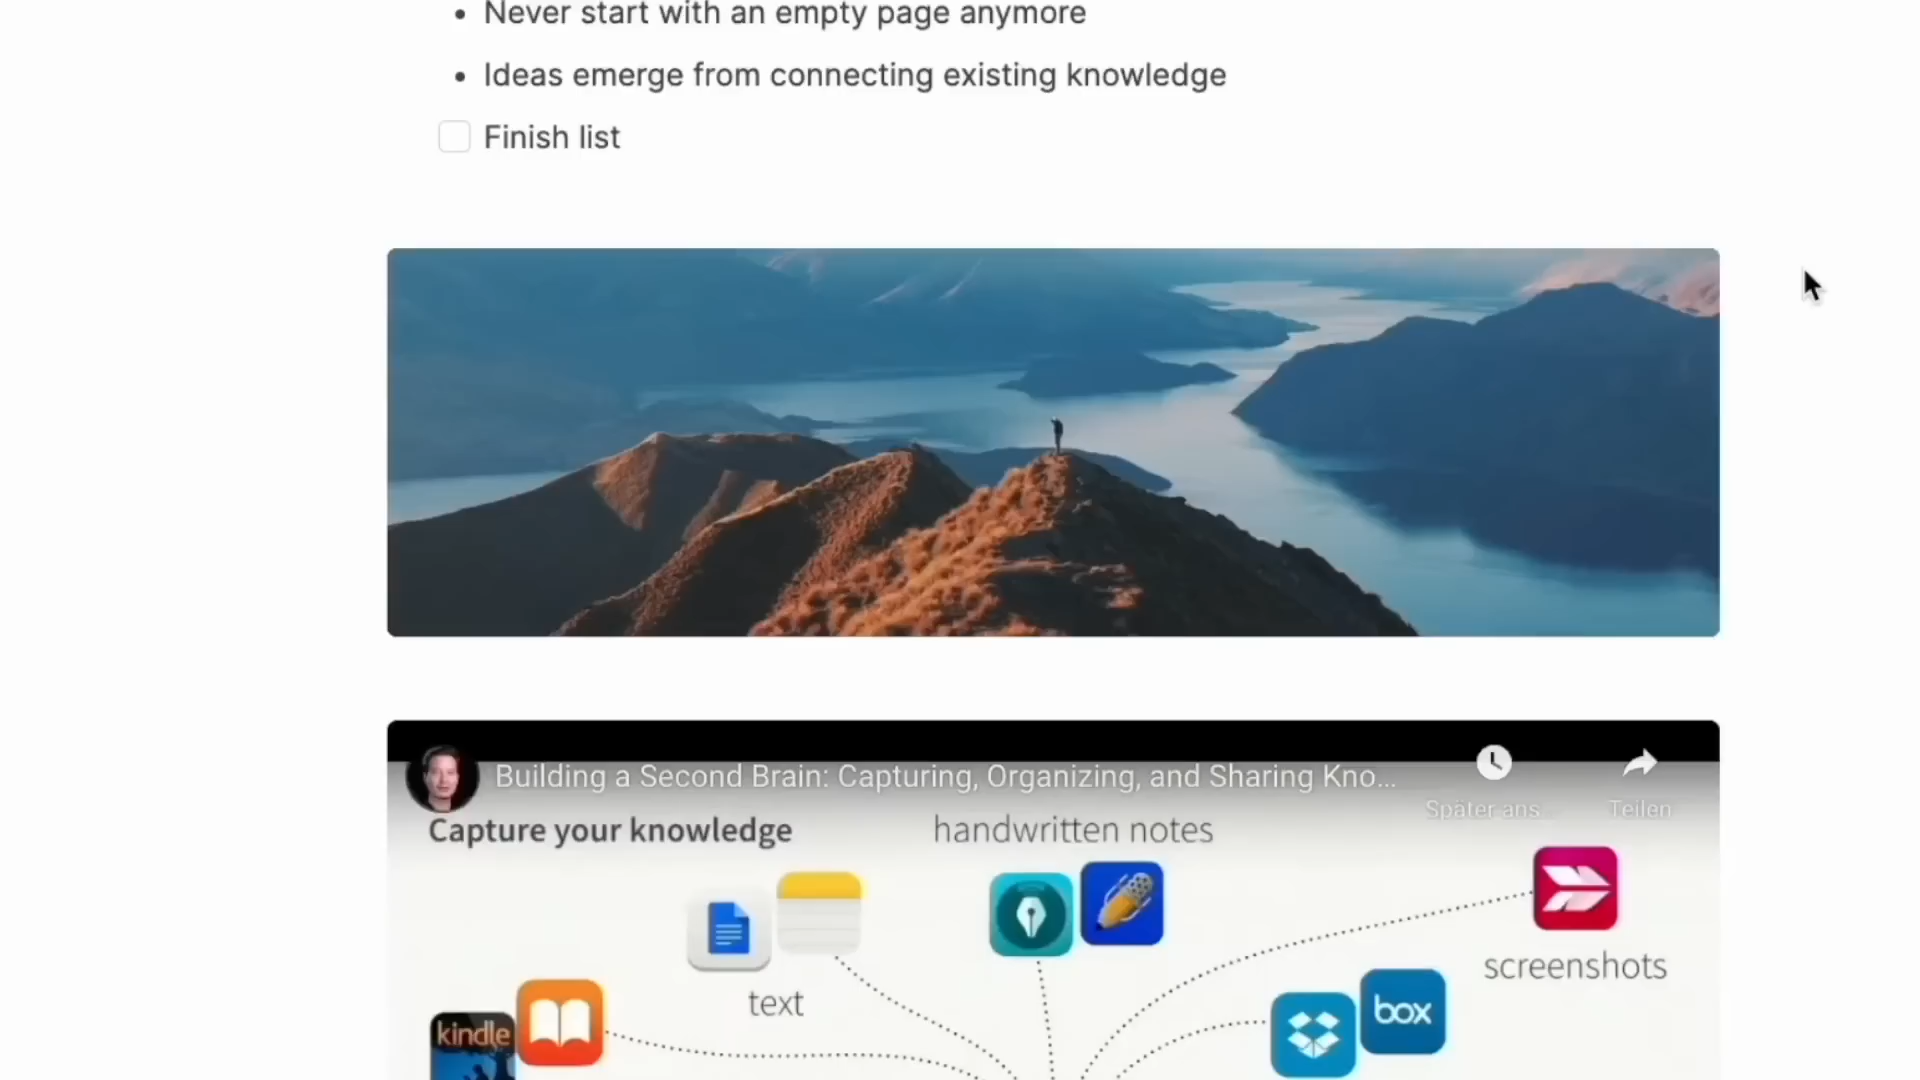 Never start with an empty page anymore
Ideas emerge from connecting existing knowledge
Finish list
Building a Second Brain: Capturing, Organizing, and Sharing Kno...
Später ans...
Teilen
Capture your knowledge
handwritten notes
text
screenshots
box
kindle